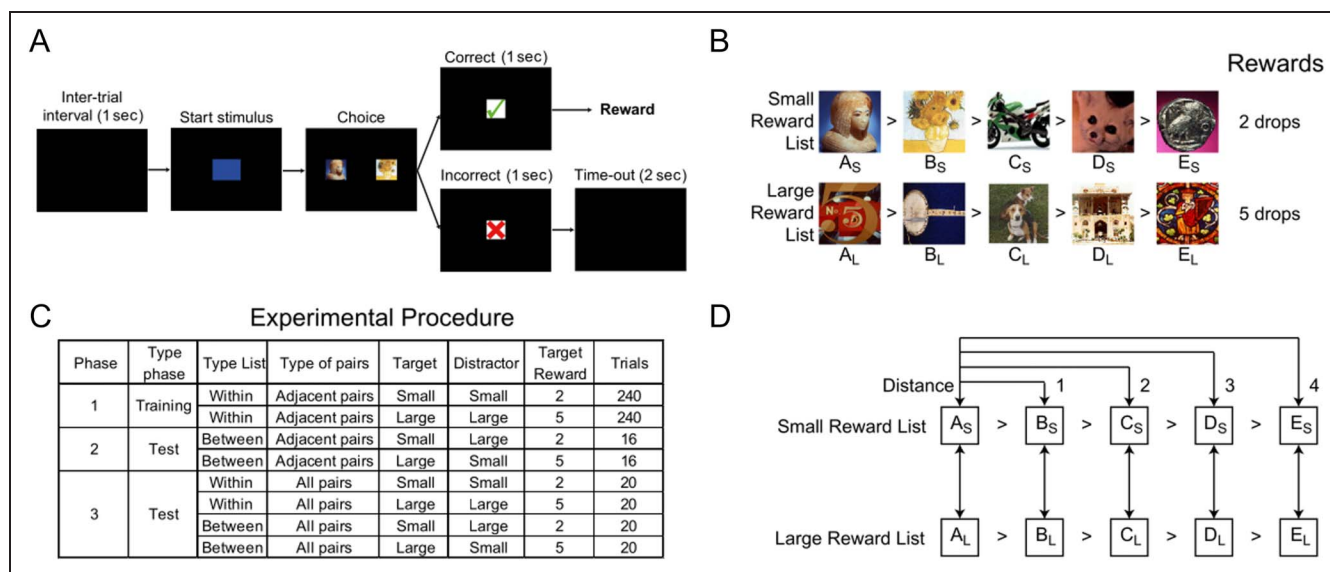 A
Inter-trial
interval (1 sec)
Start stimulus
Choice
Correct (1 sec)
Reward
Incorrect (1 sec)
Time-out (2 sec)
B
Rewards
Small
Reward
List
> > > >
2 drops
A_S B_S C_S D_S E_S
Large
Reward
List
No 5
> > > >
5 drops
A_L B_L C_L D_L E_L
C
Experimental Procedure
Phase Type phase Type List Type of pairs Target Distractor Target Reward Trials
1 Training Within Adjacent pairs Small Small 2 240
Within Adjacent pairs Large Large 5 240
2 Test Between Adjacent pairs Small Large 2 16
Between Adjacent pairs Large Small 5 16
3 Test Within All pairs Small Small 2 20
Within All pairs Large Large 5 20
Between All pairs Small Large 2 20
Between All pairs Large Small 5 20
D
Distance 1 2 3 4
Small Reward List A_S > B_S > C_S > D_S > E_S
Large Reward List A_L > B_L > C_L > D_L > E_L